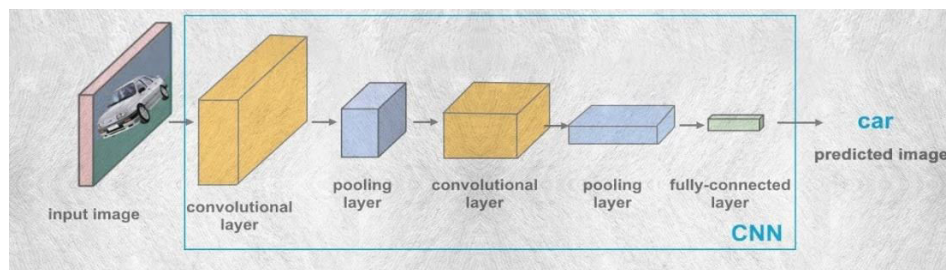 input image
convolutional
layer
pooling
layer
convolutional
layer
pooling
layer
fully-connected
layer
CNN
car
predicted image